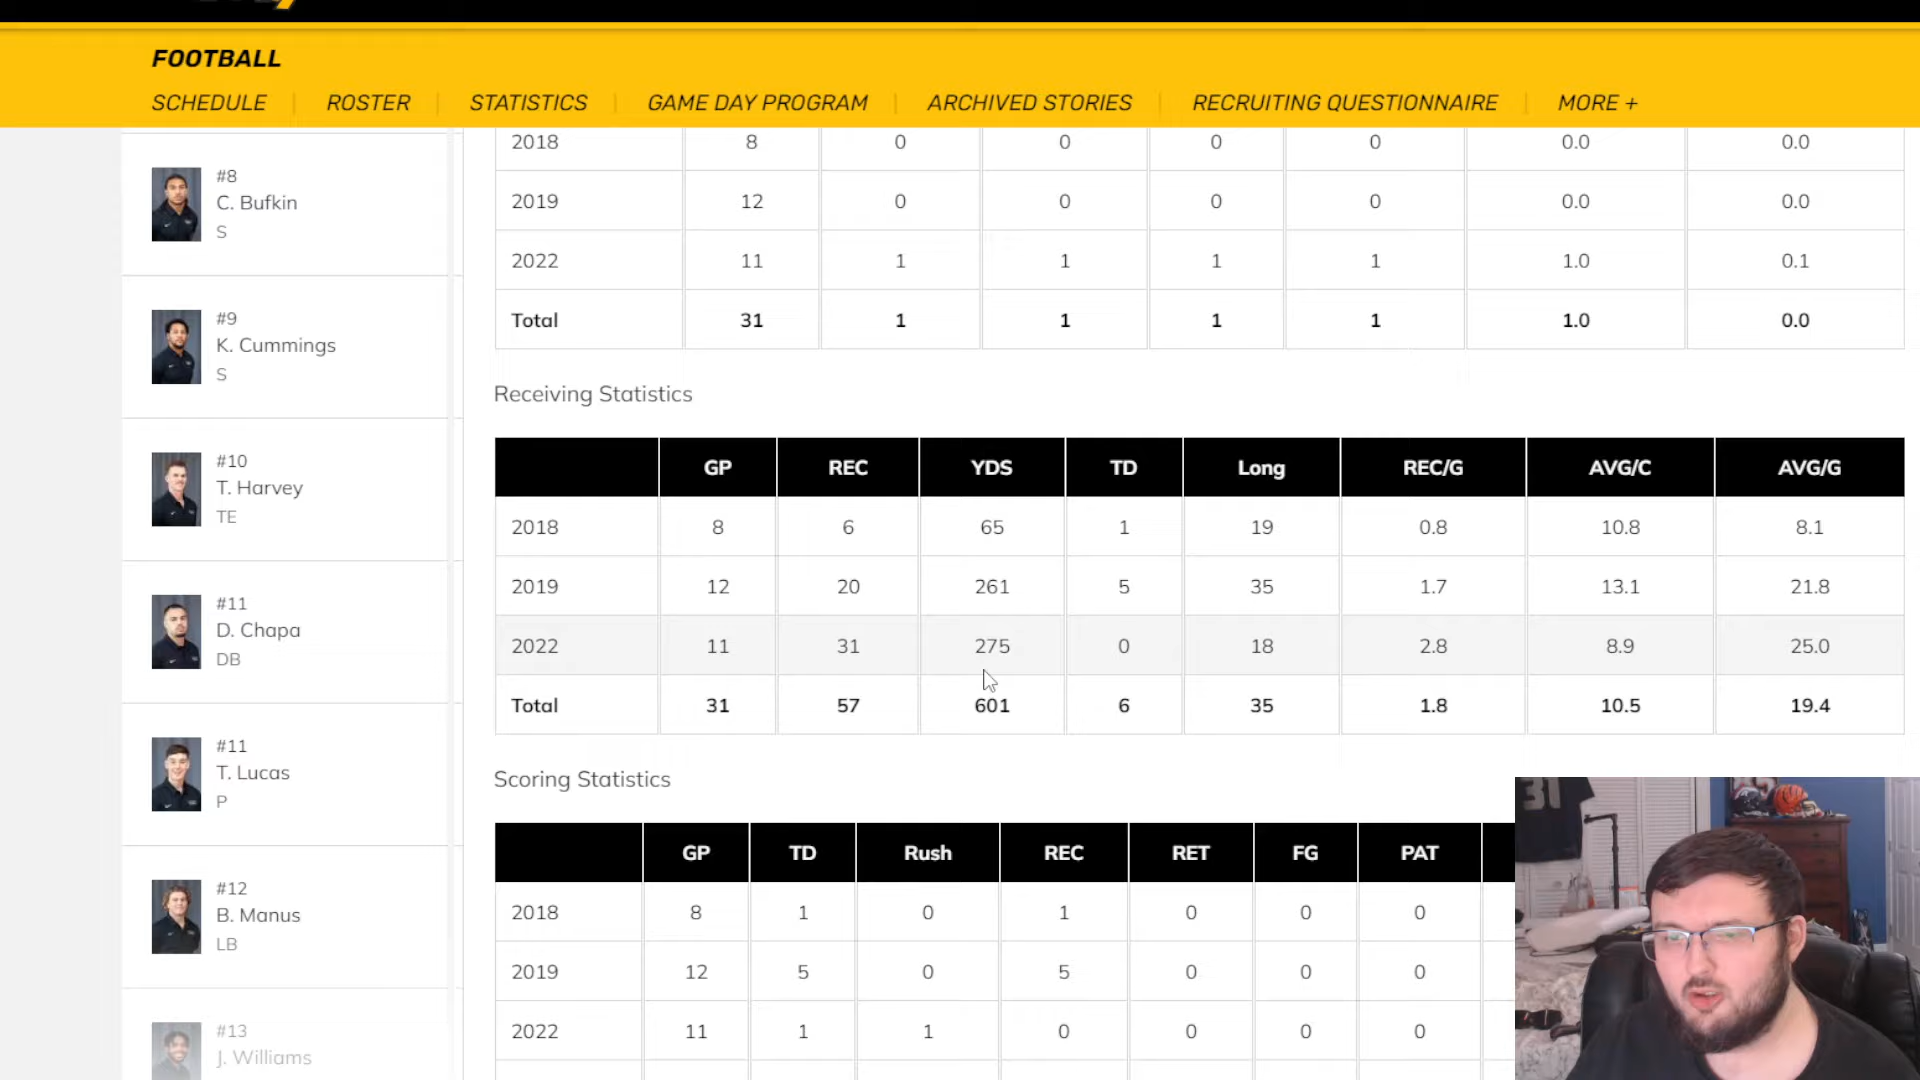 FOOTBALL
SCHEDULE ROSTER STATISTICS GAME DAY PROGRAM ARCHIVED STORIES RECRUITING QUESTIONNAIRE MORE +
#8
C. Bufkin
S
#9
K. Cummings
S
#10
T. Harvey
TE
#11
D. Chapa
DB
#11
T. Lucas
P
#12
B. Manus
LB
#13
J. Williams
2018 8 0 0 0 0 0.0 0.0
2019 12 0 0 0 0 0.0 0.0
2022 11 1 1 1 1 1.0 0.1
Total 31 1 1 1 1 1.0 0.0
Receiving Statistics
GP REC YDS TD Long REC/G AVG/C AVG/G
2018 8 6 65 1 19 0.8 10.8 8.1
2019 12 20 261 5 35 1.7 13.1 21.8
2022 11 31 275 0 18 2.8 8.9 25.0
Total 31 57 601 6 35 1.8 10.5 19.4
Scoring Statistics
GP TD Rush REC RET FG PAT
2018 8 1 0 1 0 0 0
2019 12 5 0 5 0 0 0
2022 11 1 1 0 0 0 0
31